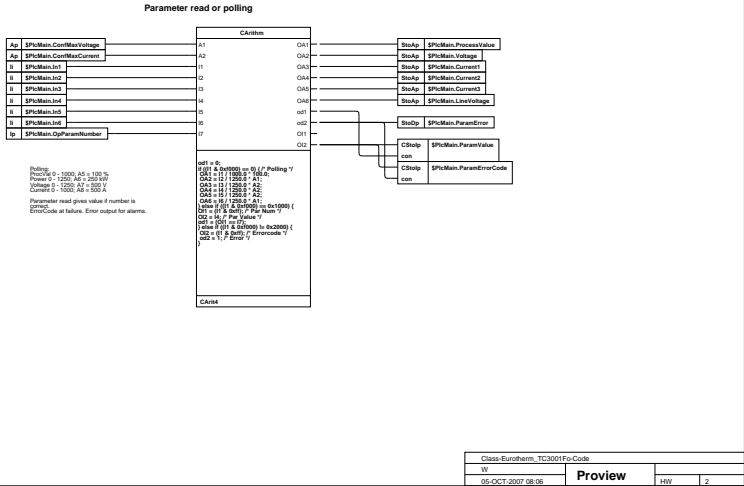 Parameter read or polling
CArithm
Ap $PlcMain.ConfMaxVoltage
Ap $PlcMain.ConfMaxCurrent
Ii $PlcMain.In1
Ii $PlcMain.In2
Ii $PlcMain.In3
Ii $PlcMain.In4
Ii $PlcMain.In5
Ii $PlcMain.In6
Ip $PlcMain.OpParamNumber
A1 OA1
A2 OA2
I1 OA3
I2 OA4
I3 OA5
I4 OA6
I5 od1
I6 od2
I7 OI1
OI2
StoAp $PlcMain.ProcessValue
StoAp $PlcMain.Voltage
StoAp $PlcMain.Current1
StoAp $PlcMain.Current2
StoAp $PlcMain.Current3
StoAp $PlcMain.LineVoltage
StoDp $PlcMain.ParamError
CStoIp $PlcMain.ParamValue
con
CStoIp $PlcMain.ParamErrorCode
con
Polling:
ProcVal 0 - 1000; A5 = 100 %
Power 0 - 1250; A6 = 250 kW
Voltage 0 - 1250; A7 = 500 V
Current 0 - 1000; A8 = 500 A
Parameter read gives value if number is
correct.
ErrorCode at failure. Error output for alarms.
od1 = 0;
if ((I1 & 0xf000) == 0) { /* Polling */
OA1 = I1 / 1000.0 * 100.0;
OA2 = I2 / 1250.0 * A1;
OA3 = I3 / 1250.0 * A2;
OA4 = I4 / 1250.0 * A2;
OA5 = I5 / 1250.0 * A2;
OA6 = I6 / 1250.0 * A1;
} else if ((I1 & 0xf000) == 0x1000) {
OI1 = (I1 & 0xff); /* Par Num */
OI2 = I4; /* Par Value */
od1 = (OI1 == I7);
} else if ((I1 & 0xf000) != 0x2000) {
OI2 = (I1 & 0xff); /* Errorcode */
od2 = 1; /* Error */
}
CArit4
Class-Eurotherm_TC3001Fo-Code
W
05-OCT-2007 08:06
Proview
HW 2